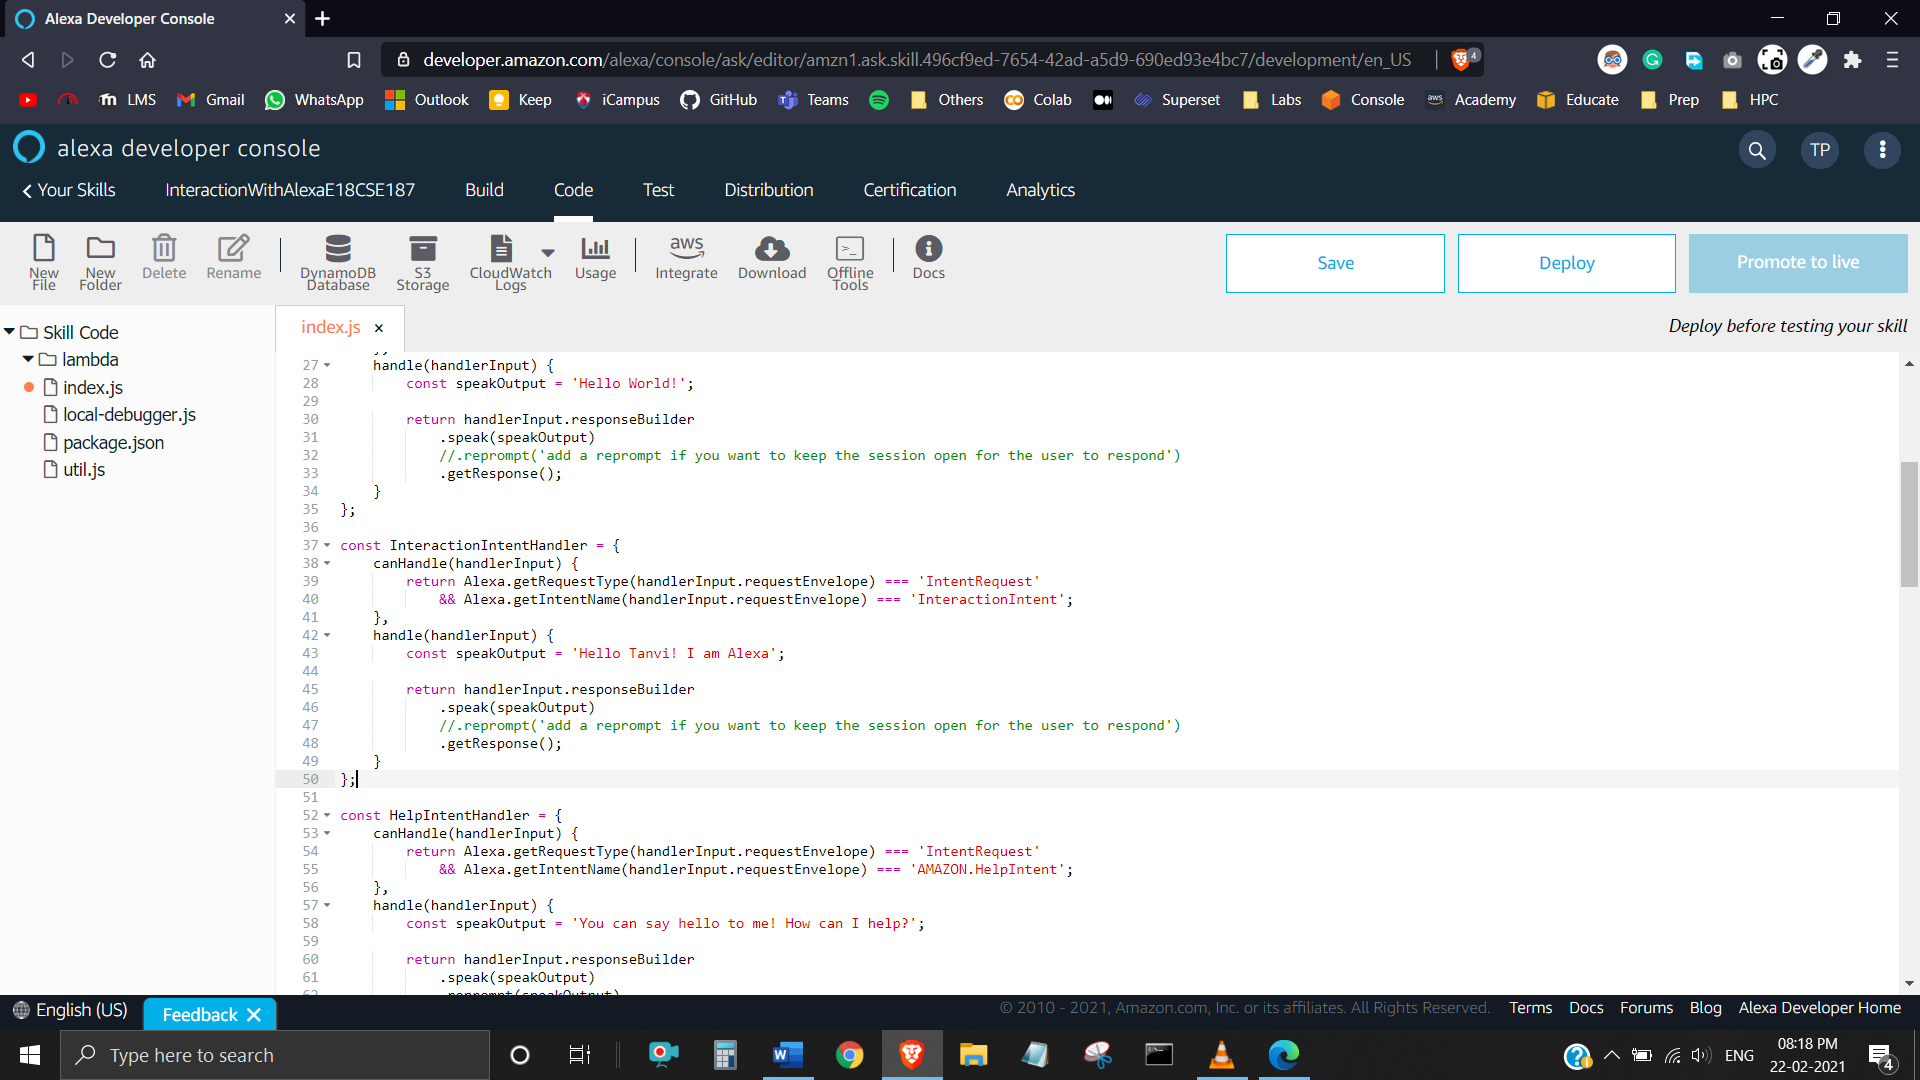 Alexa Developer Console
developer.amazon.com/alexa/console/ask/editor/amzn1.ask.skill.496cf9ed-7654-42ad-a5d9-690ed93e4bc7/development/en_US
4
LMS Gmail WhatsApp Outlook Keep iCampus GitHub Teams Others Colab Superset Labs Console aws Academy Educate Prep HPC
alexa developer console
TP
Your Skills InteractionWithAlexaE18CSE187 Build Code Test Distribution Certification Analytics
New File
New Folder
Delete
Rename
DynamoDB Database
S3 Storage
CloudWatch Logs
Usage
aws Integrate
Download
Offline Tools
Docs
Save
Deploy
Promote to live
Skill Code
lambda
index.js
local-debugger.js
package.json
util.js
index.js
Deploy before testing your skill
27 handle(handlerInput) {
28 const speakOutput = 'Hello World!';
29
30 return handlerInput.responseBuilder
31 .speak(speakOutput)
32 //.reprompt('add a reprompt if you want to keep the session open for the user to respond')
33 .getResponse();
34 }
35 };
36
37 const InteractionIntentHandler = {
38 canHandle(handlerInput) {
39 return Alexa.getRequestType(handlerInput.requestEnvelope) === 'IntentRequest'
40 && Alexa.getIntentName(handlerInput.requestEnvelope) === 'InteractionIntent';
41 },
42 handle(handlerInput) {
43 const speakOutput = 'Hello Tanvi! I am Alexa';
44
45 return handlerInput.responseBuilder
46 .speak(speakOutput)
47 //.reprompt('add a reprompt if you want to keep the session open for the user to respond')
48 .getResponse();
49 }
50 };
51
52 const HelpIntentHandler = {
53 canHandle(handlerInput) {
54 return Alexa.getRequestType(handlerInput.requestEnvelope) === 'IntentRequest'
55 && Alexa.getIntentName(handlerInput.requestEnvelope) === 'AMAZON.HelpIntent';
56 },
57 handle(handlerInput) {
58 const speakOutput = 'You can say hello to me! How can I help?';
59
60 return handlerInput.responseBuilder
61 .speak(speakOutput)
62 .reprompt(speakOutput)
English (US)
Feedback
© 2010 - 2021, Amazon.com, Inc. or its affiliates. All Rights Reserved. Terms Docs Forums Blog Alexa Developer Home
Type here to search
ENG
08:18 PM
22-02-2021
4